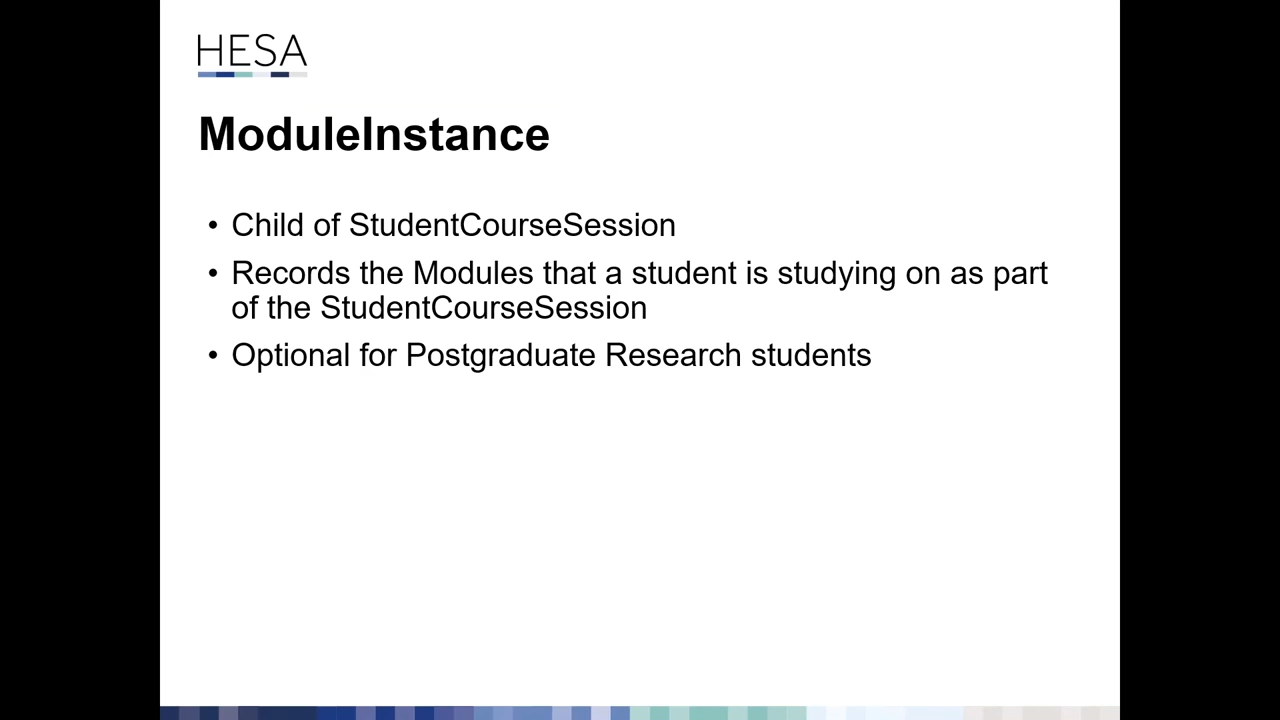 HESA
ModuleInstance
• Child of StudentCourseSession
• Records the Modules that a student is studying on as part
of the StudentCourseSession
• Optional for Postgraduate Research students